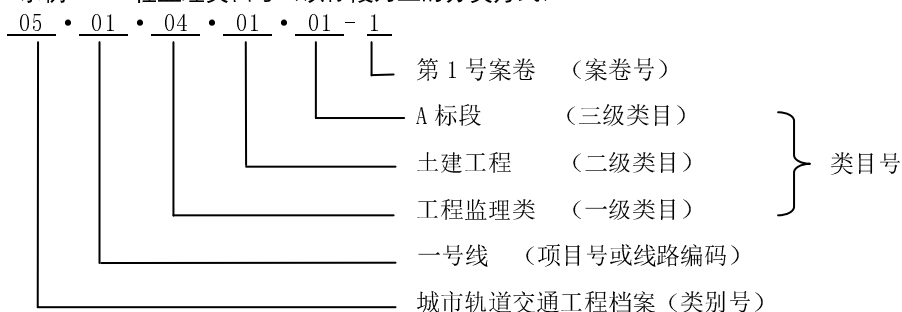 05·01·04·01·01-1
第1号案卷 （案卷号）
A标段 （三级类目）
土建工程 （二级类目）
类目号
工程监理类 （一级类目）
一号线 （项目号或线路编码）
城市轨道交通工程档案（类别号）